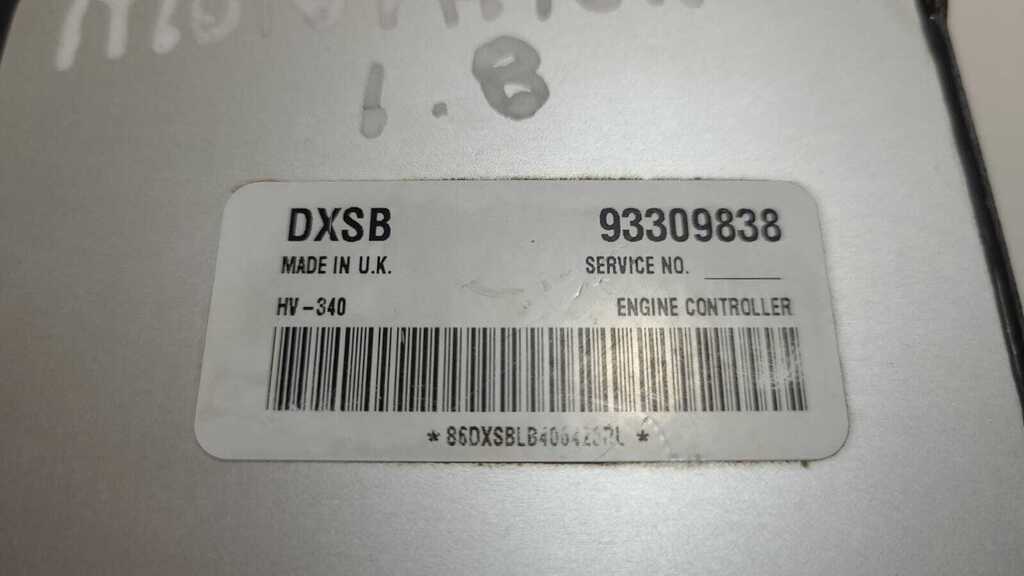 1.8
DXSB 93309838
MADE IN U.K. SERVICE NO.
HV-340 ENGINE CONTROLLER